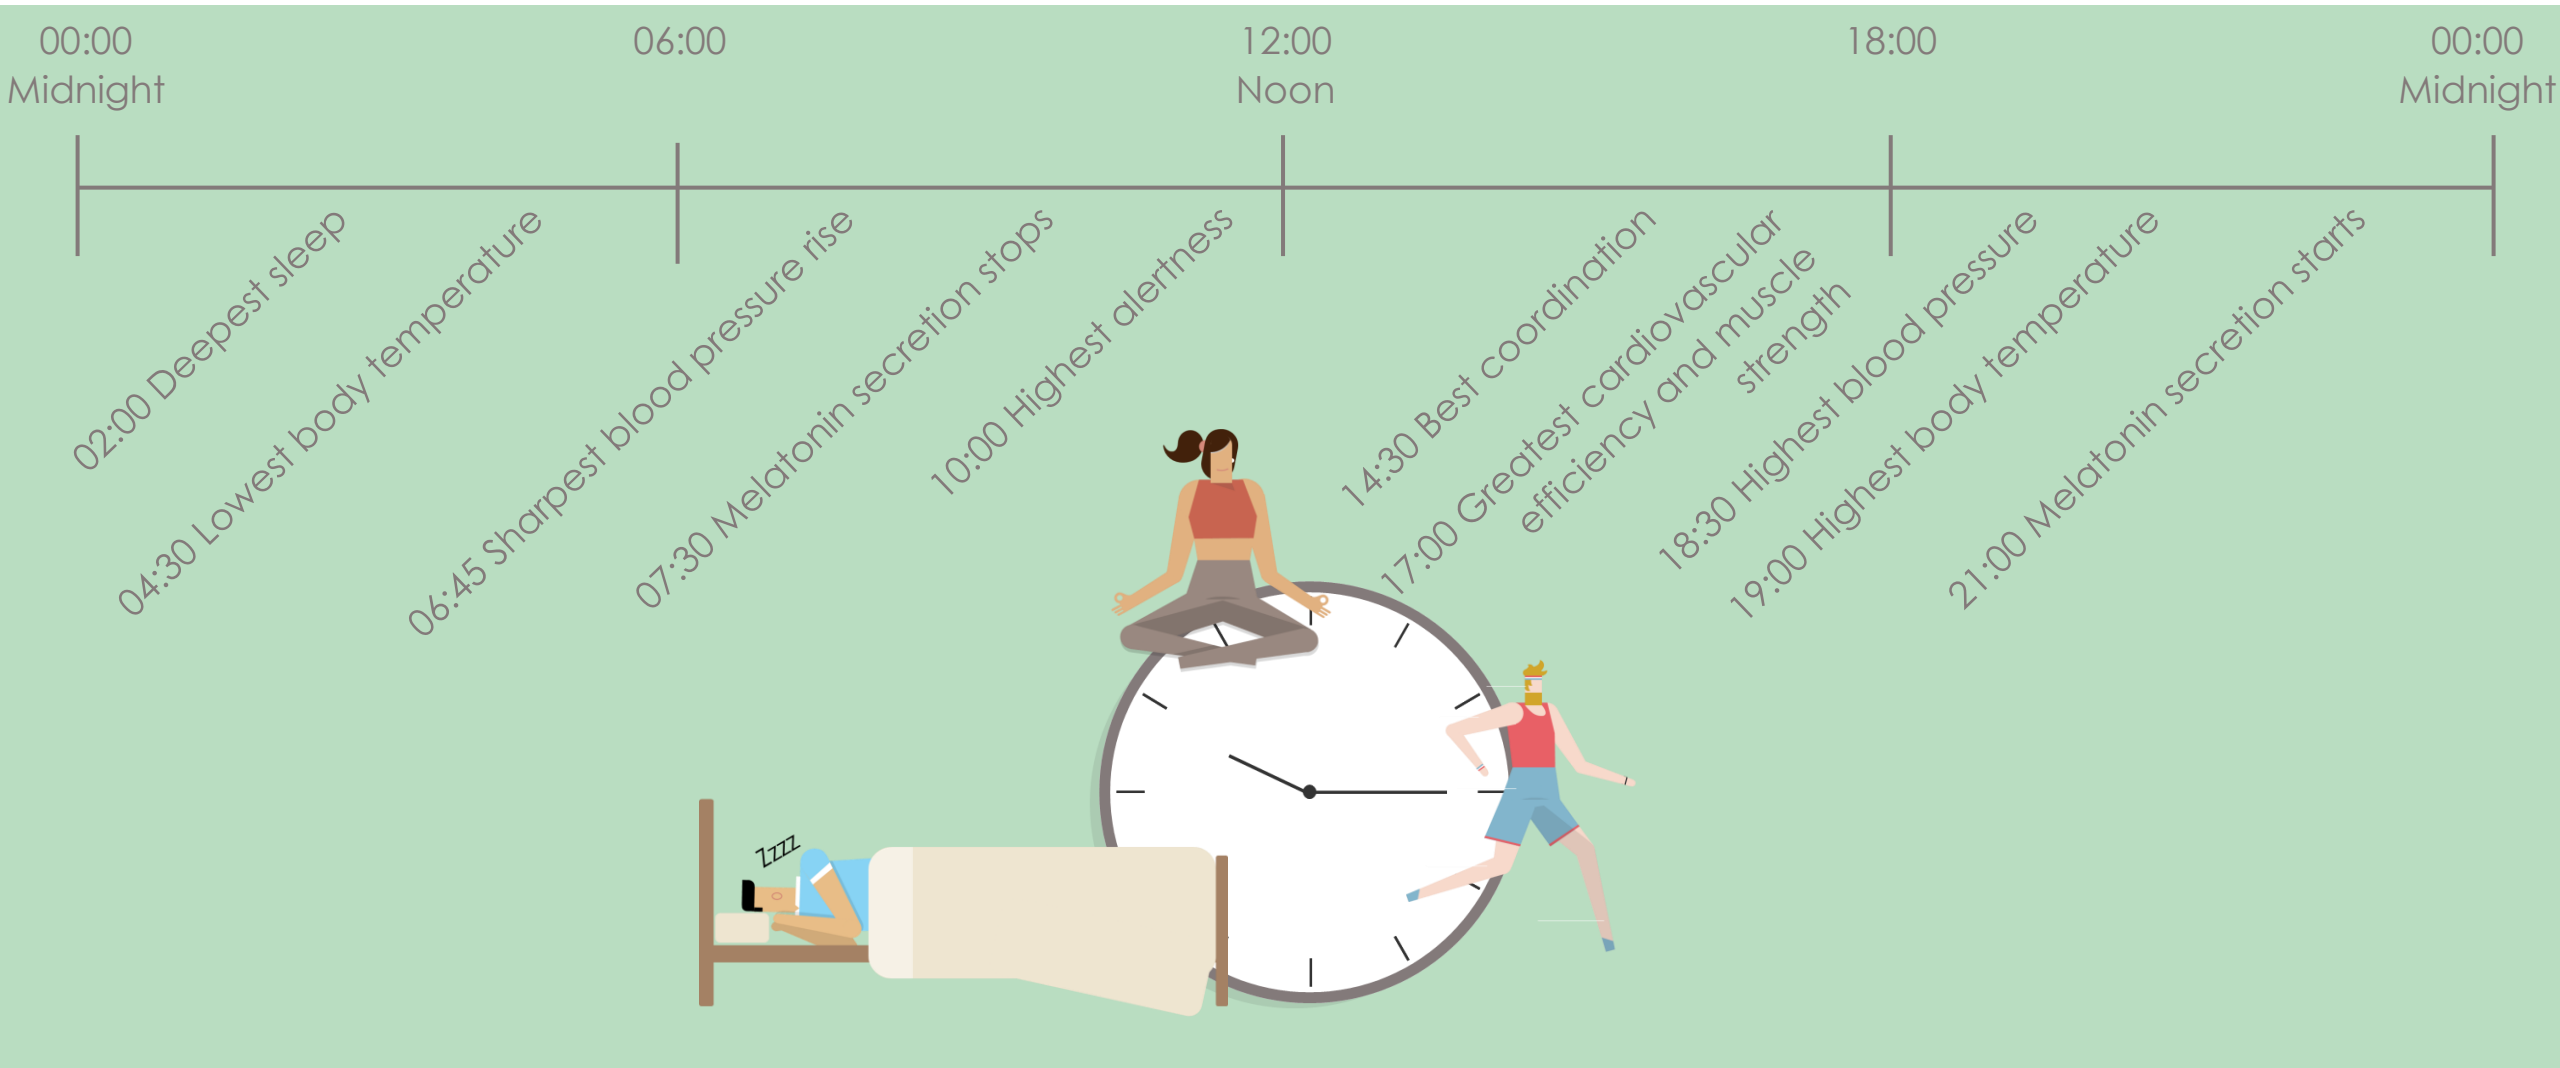 00:00
Midnight
06:00
12:00
Noon
18:00
00:00
Midnight
02:00 Deepest sleep
04:30 Lowest body temperature
06:45 Sharpest blood pressure rise
07:30 Melatonin secretion stops
10:00 Highest alertness
14:30 Best coordination
17:00 Greatest cardiovascular
efficiency and muscle
strength
18:30 Highest blood pressure
19:00 Highest body temperature
21:00 Melatonin secretion starts
Zzzz